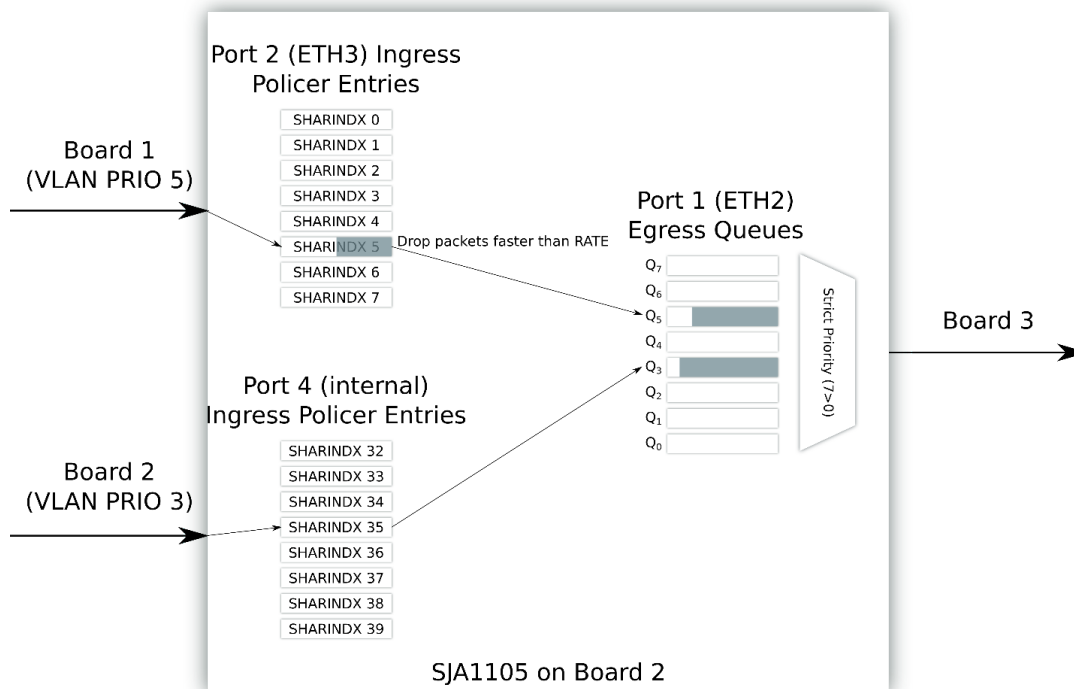 Port 2 (ETH3) Ingress
Policer Entries
SHARINDX 0
SHARINDX 1
SHARINDX 2
SHARINDX 3
SHARINDX 4
SHARINDX 5
SHARINDX 6
SHARINDX 7
Board 1
(VLAN PRIO 5)
Drop packets faster than RATE
Port 4 (internal)
Ingress Policer Entries
SHARINDX 32
SHARINDX 33
SHARINDX 34
SHARINDX 35
SHARINDX 36
SHARINDX 37
SHARINDX 38
SHARINDX 39
Board 2
(VLAN PRIO 3)
Port 1 (ETH2)
Egress Queues
Q7
Q6
Q5
Q4
Q3
Q2
Q1
Q0
Strict Priority (7>0)
Board 3
SJA1105 on Board 2